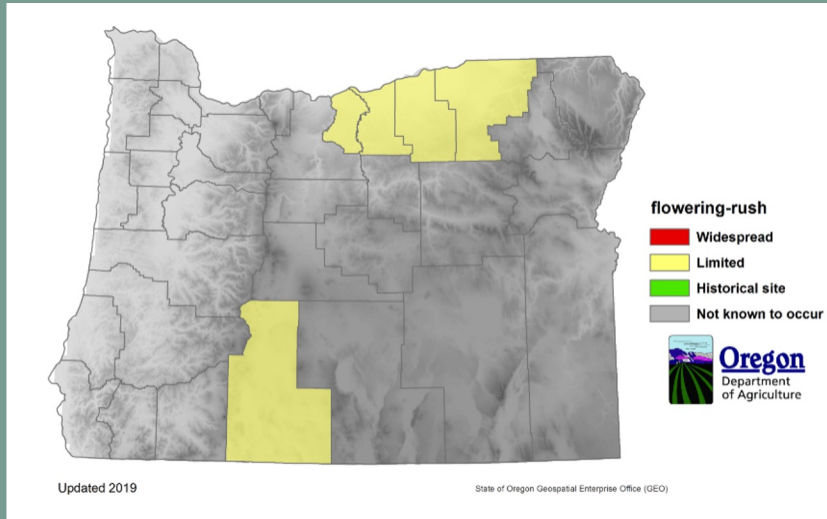 flowering-rush
Widespread
Limited
Historical site
Not known to occur
Oregon
Department
of Agriculture
Updated 2019
State of Oregon Geospatial Enterprise Office (GEO)